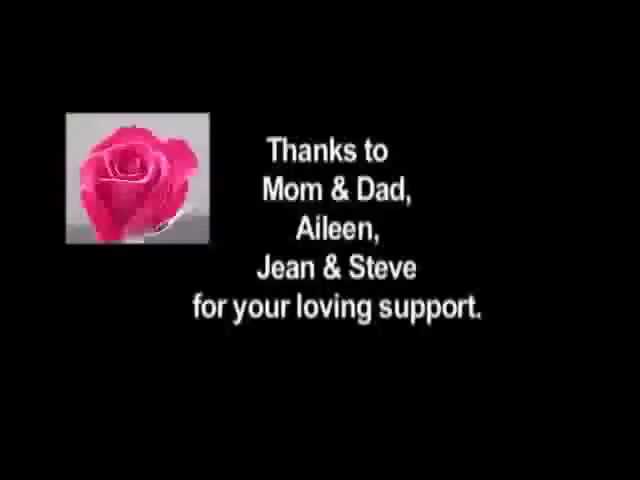 Thanks to
Mom & Dad,
Aileen,
Jean & Steve
for your loving support.